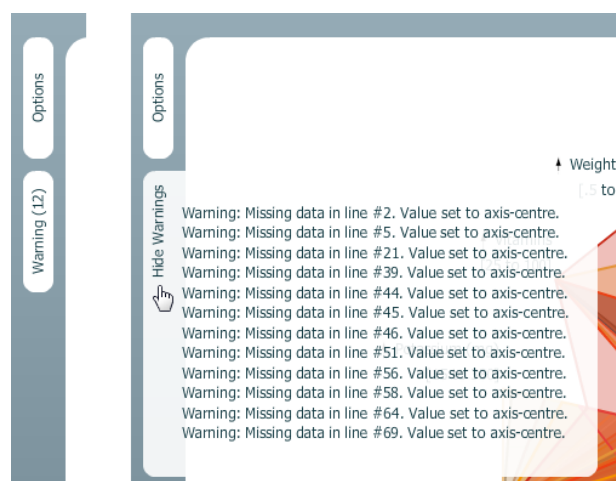 Options
Warning (12)
Options
Hide Warnings
Weight
[.5 to
Vitamins
Warning: Missing data in line #2. Value set to axis-centre.
Warning: Missing data in line #5. Value set to axis-centre.
Warning: Missing data in line #21. Value set to axis-centre.
Warning: Missing data in line #39. Value set to axis-centre.
Warning: Missing data in line #44. Value set to axis-centre.
Warning: Missing data in line #45. Value set to axis-centre.
Warning: Missing data in line #46. Value set to axis-centre.
Warning: Missing data in line #51. Value set to axis-centre.
Warning: Missing data in line #56. Value set to axis-centre.
Warning: Missing data in line #58. Value set to axis-centre.
Warning: Missing data in line #64. Value set to axis-centre.
Warning: Missing data in line #69. Value set to axis-centre.